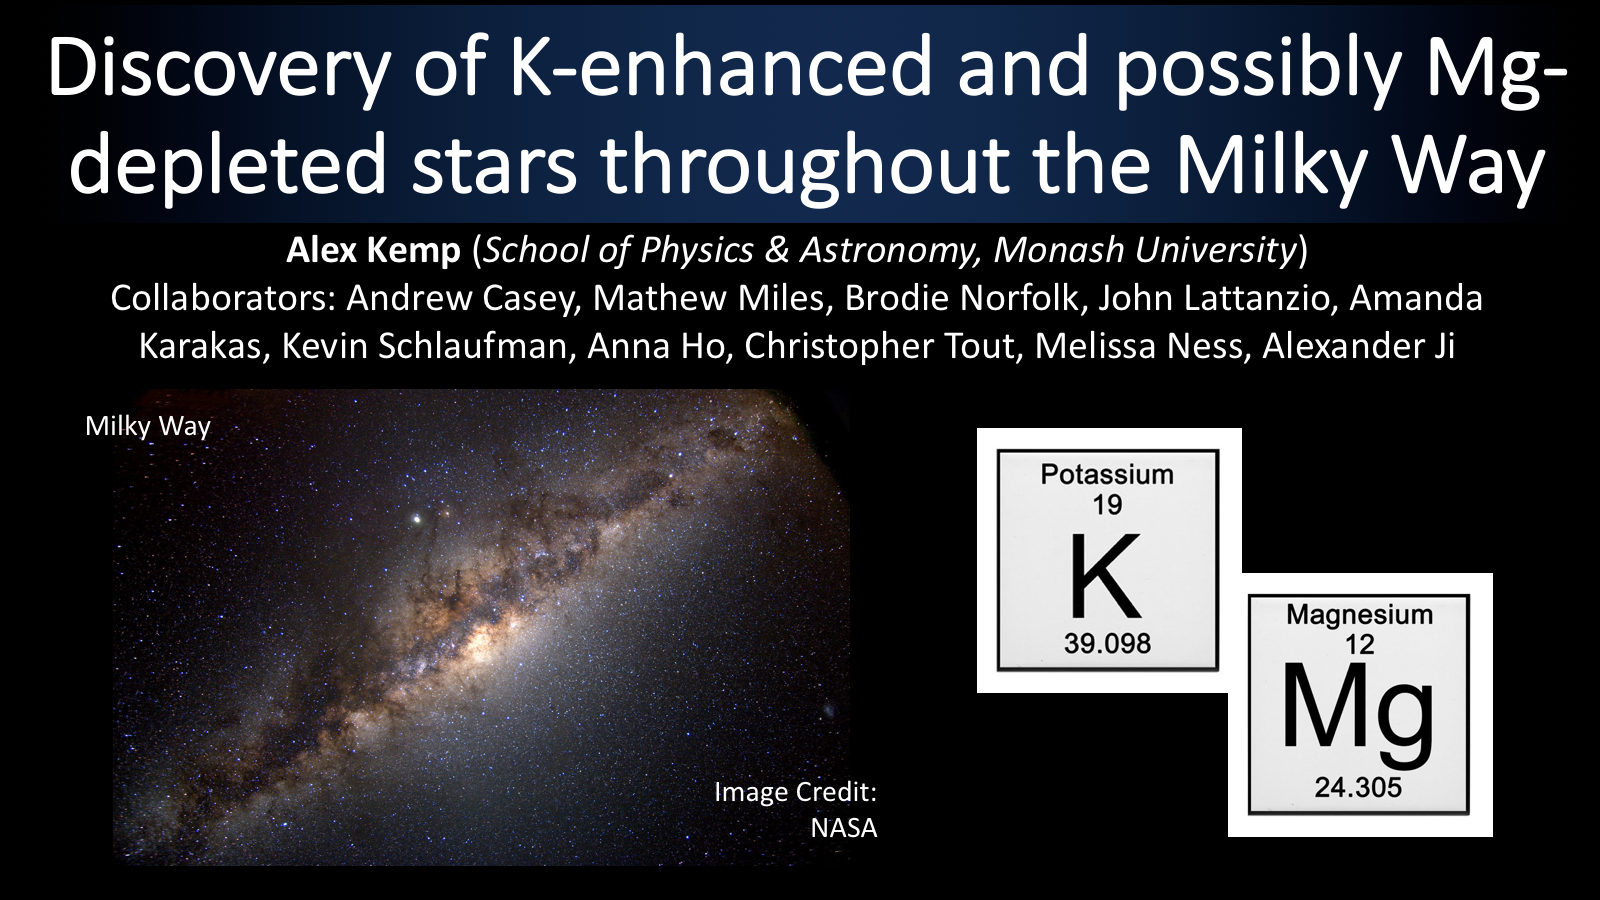 Discovery of K-enhanced and possibly Mg-
depleted stars throughout the Milky Way
Alex Kemp (School of Physics & Astronomy, Monash University)
Collaborators: Andrew Casey, Mathew Miles, Brodie Norfolk, John Lattanzio, Amanda
Karakas, Kevin Schlaufman, Anna Ho, Christopher Tout, Melissa Ness, Alexander Ji
Milky Way
Image Credit:
NASA
Potassium
19
K
39.098
Magnesium
12
Mg
24.305